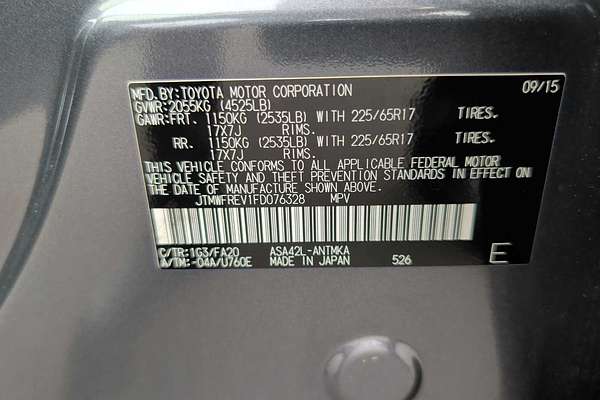 MFD.BY:TOYOTA MOTOR CORPORATION 09/15
GVWR:2055KG (4525LB)
GAWR:FRT. 1150KG (2535LB) WITH 225/65R17 TIRES.
17X7J RIMS.
RR. 1150KG (2535LB) WITH 225/65R17 TIRES.
17X7J RIMS.
THIS VEHICLE CONFORMS TO ALL APPLICABLE FEDERAL MOTOR
VEHICLE SAFETY AND THEFT PREVENTION STANDARDS IN EFFECT ON
THE DATE OF MANUFACTURE SHOWN ABOVE.
JTMWFREV1FD076328 MPV
C/TR:1G3/FA20 ASA42L-ANTMKA
A/TM:-04A/U760E MADE IN JAPAN 526 E